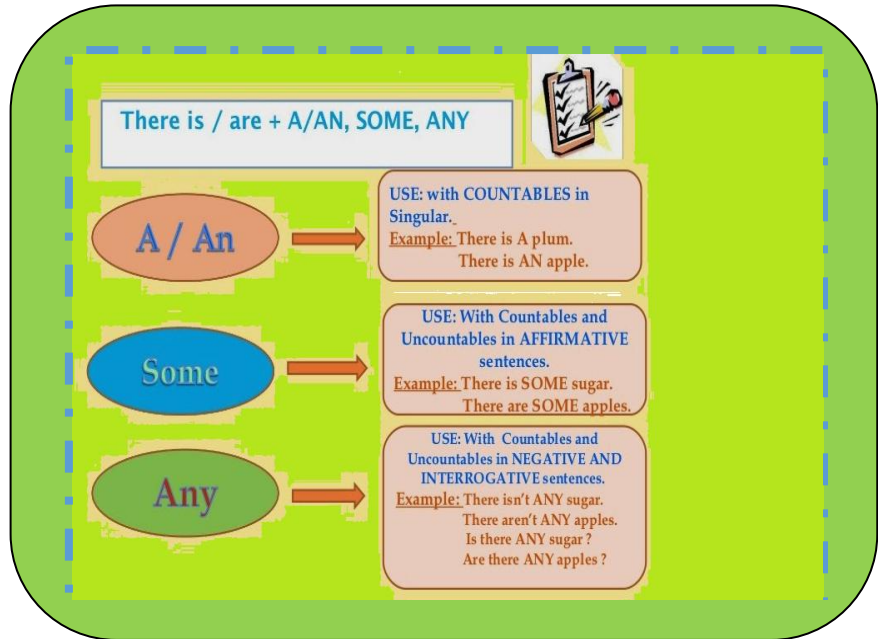 There is / are + A/AN, SOME, ANY
A / An
USE: with COUNTABLES in
Singular.
Example: There is A plum.
There is AN apple.
Some
USE: With Countables and
Uncountables in AFFIRMATIVE
sentences.
Example: There is SOME sugar.
There are SOME apples.
Any
USE: With Countables and
Uncountables in NEGATIVE AND
INTERROGATIVE sentences.
Example: There isn't ANY sugar.
There aren't ANY apples.
Is there ANY sugar ?
Are there ANY apples ?